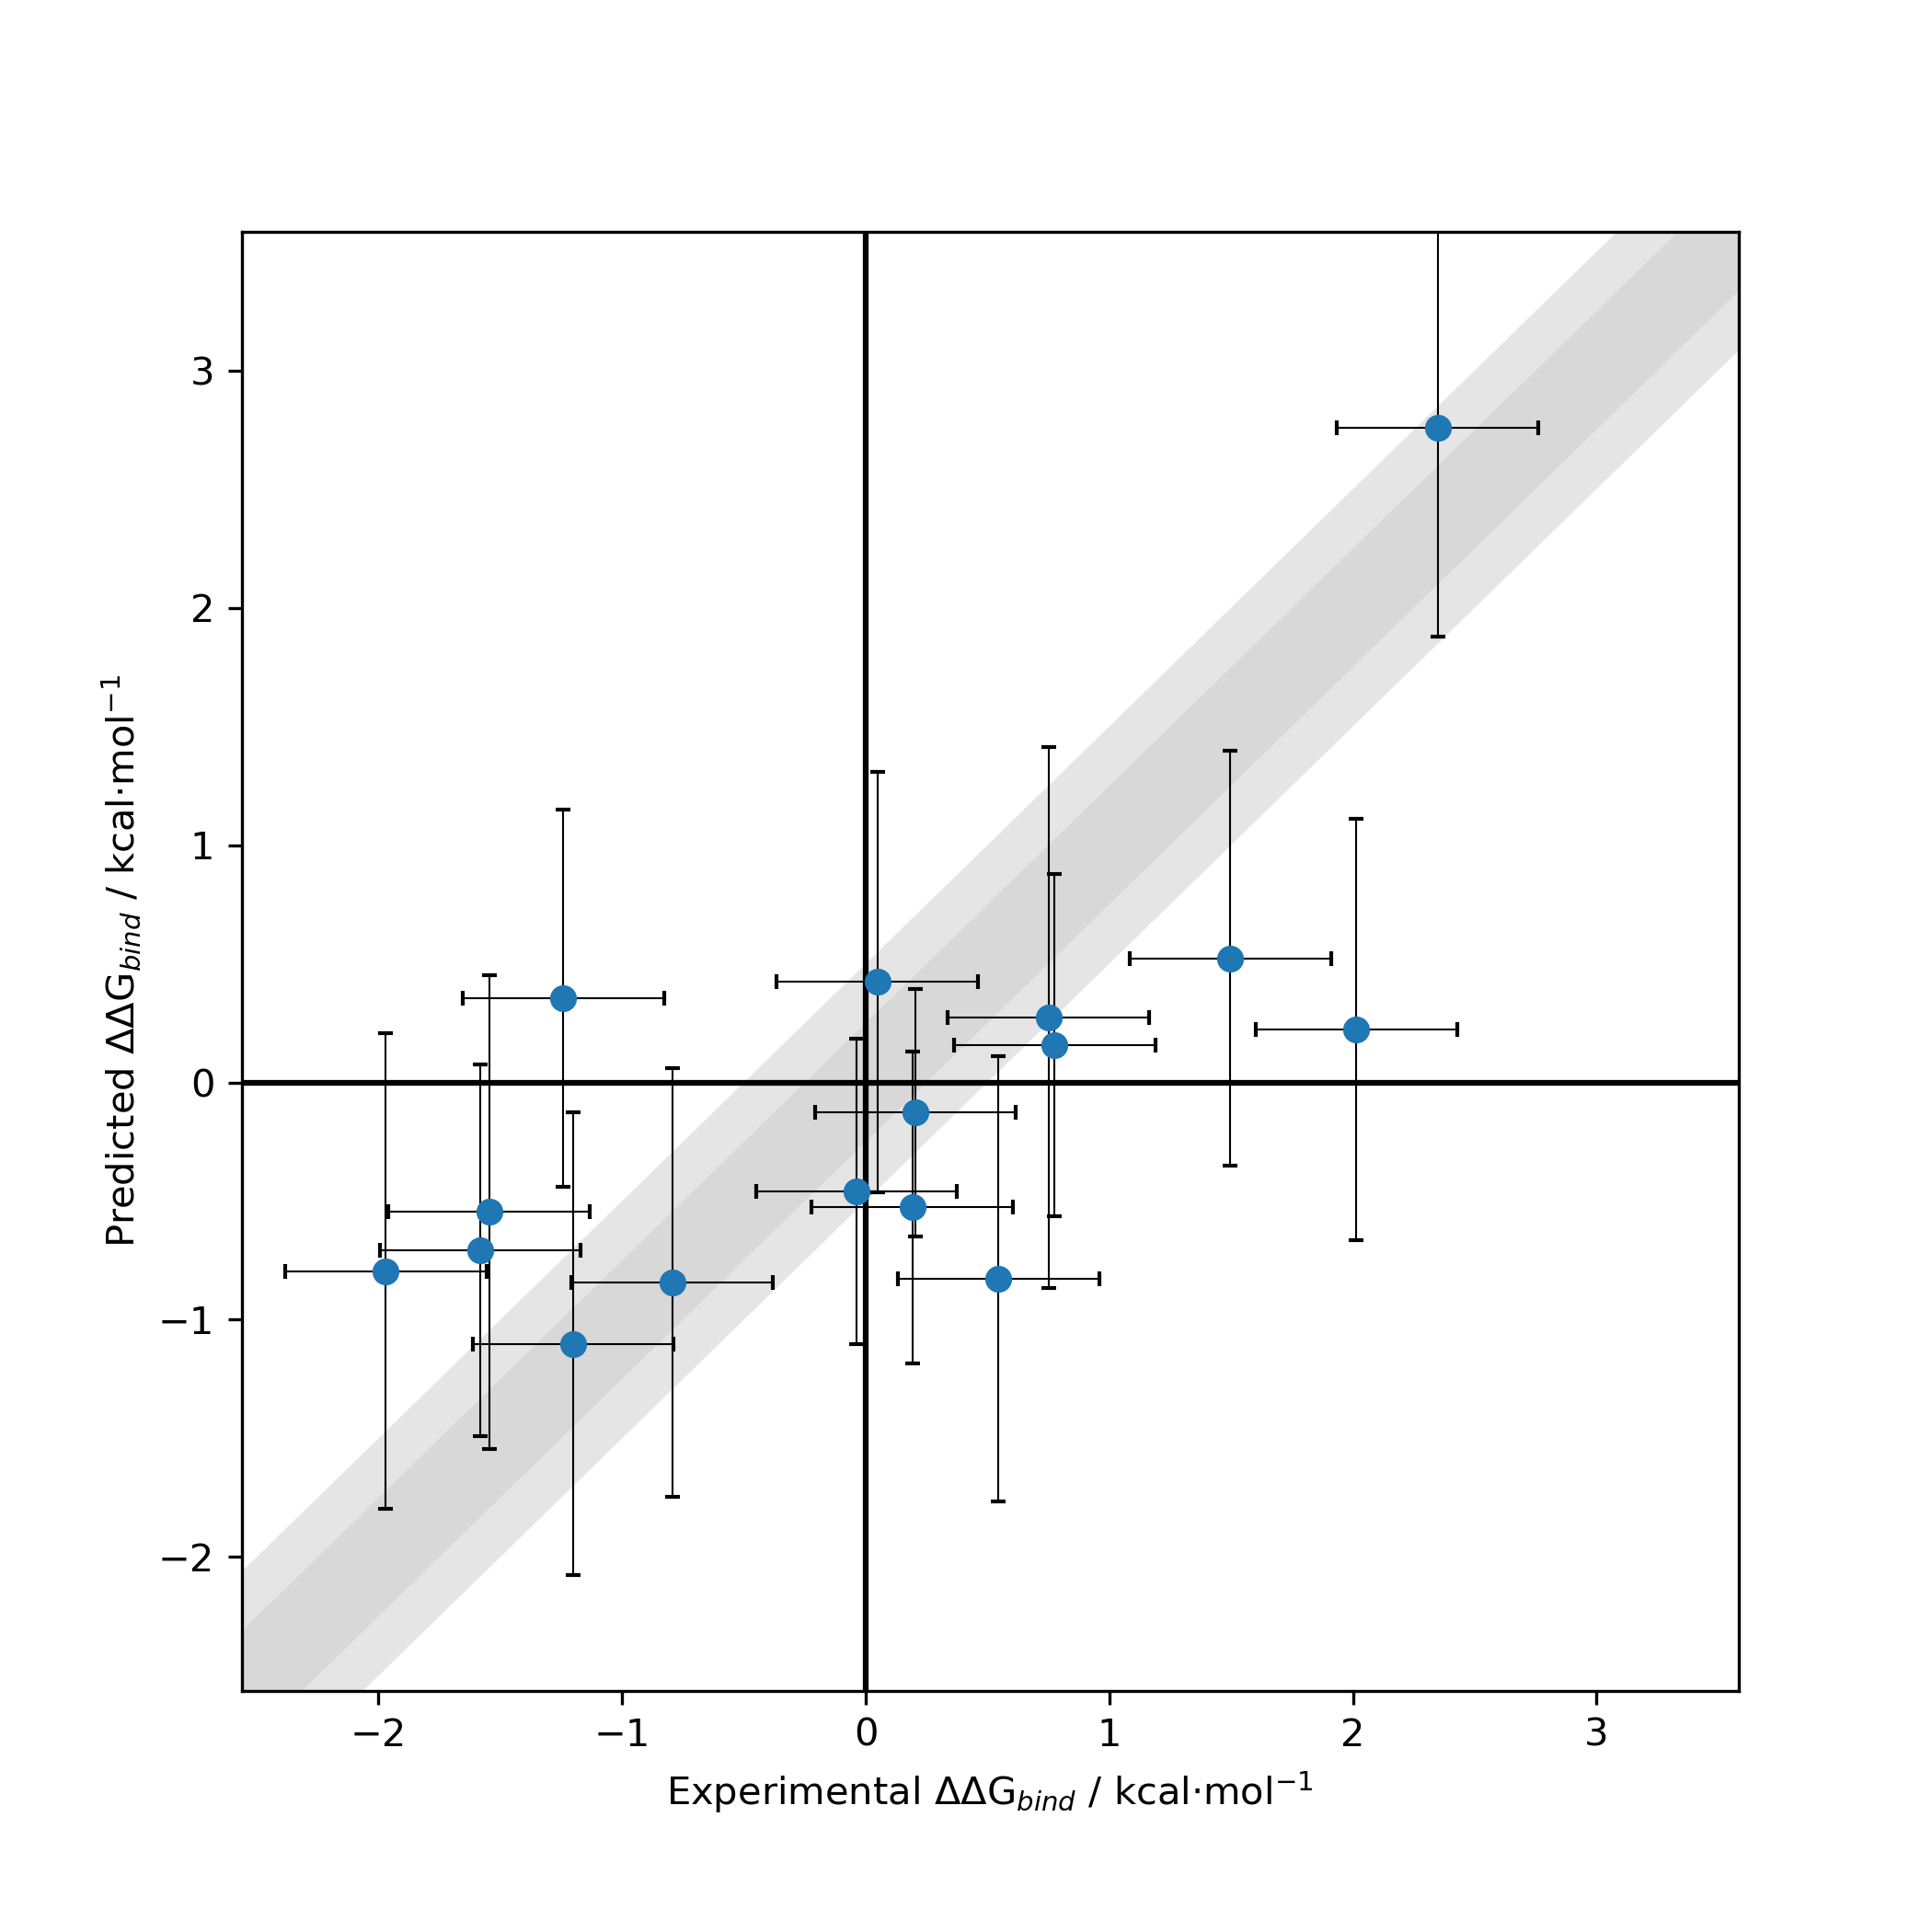 Predicted ΔΔG_bind / kcal·mol⁻¹
3
2
1
0
−1
−2
−2 −1 0 1 2 3
Experimental ΔΔG_bind / kcal·mol⁻¹